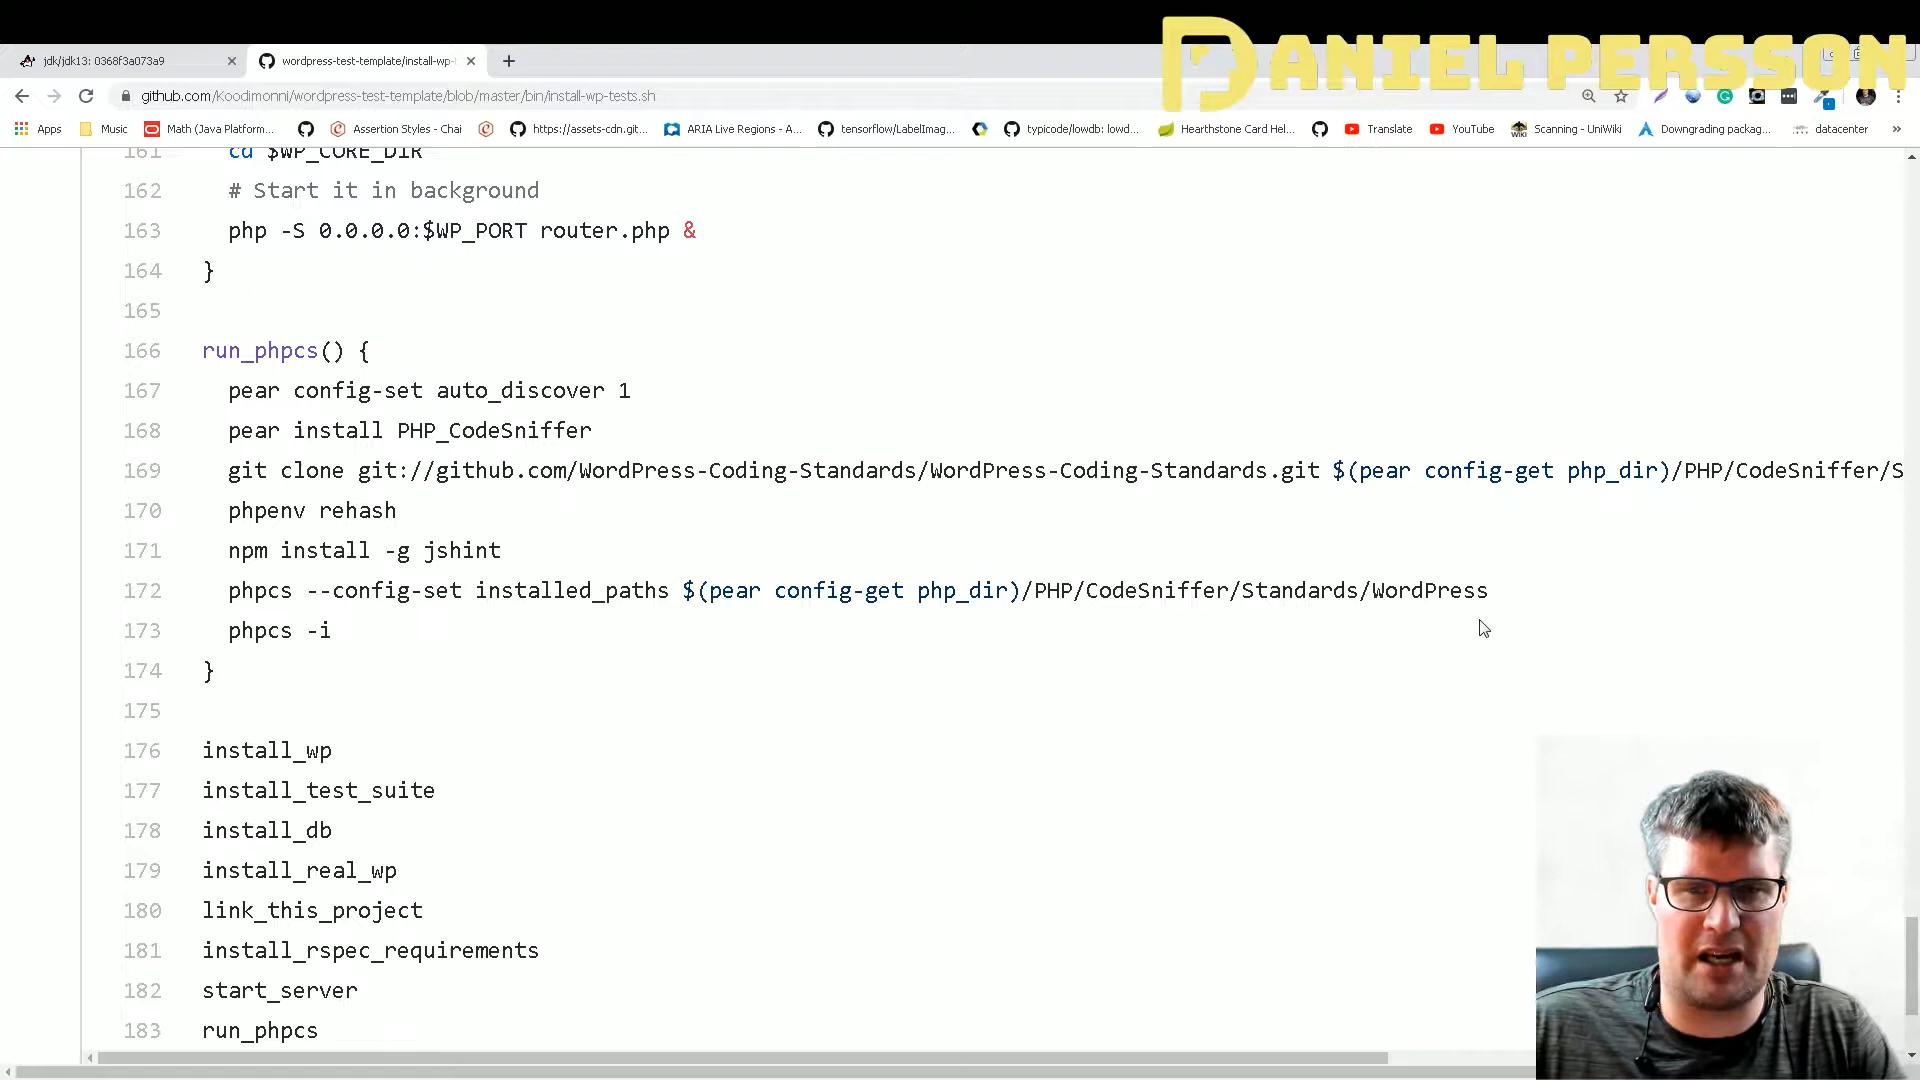 DANIEL PERSSON
jdk/jdk13: 0368f3a073a9
wordpress-test-template/install-wp-
github.com/Koodimonni/wordpress-test-template/blob/master/bin/install-wp-tests.sh
Apps Music Math (Java Platform... Assertion Styles - Chai https://assets-cdn.git... ARIA Live Regions - A... tensorflow/LabelImag... typicode/lowdb: lowd... Hearthstone Card Hel... Translate YouTube Scanning - UniWiki Downgrading packag... datacenter »
161 cd $WP_CORE_DIR
162 # Start it in background
163 php -S 0.0.0.0:$WP_PORT router.php &
164 }
165
166 run_phpcs() {
167 pear config-set auto_discover 1
168 pear install PHP_CodeSniffer
169 git clone git://github.com/WordPress-Coding-Standards/WordPress-Coding-Standards.git $(pear config-get php_dir)/PHP/CodeSniffer/S
170 phpenv rehash
171 npm install -g jshint
172 phpcs --config-set installed_paths $(pear config-get php_dir)/PHP/CodeSniffer/Standards/WordPress
173 phpcs -i
174 }
175
176 install_wp
177 install_test_suite
178 install_db
179 install_real_wp
180 link_this_project
181 install_rspec_requirements
182 start_server
183 run_phpcs